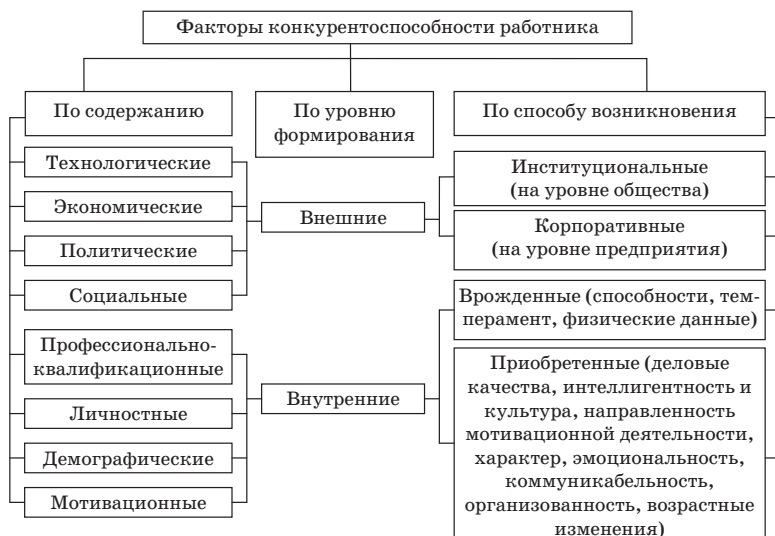 Факторы конкурентоспособности работника
По содержанию
По уровню
формирования
По способу возникновения
Технологические
Экономические
Политические
Социальные
Профессионально-
квалификационные
Личностные
Демографические
Мотивационные
Внешние
Внутренние
Институциональные
(на уровне общества)
Корпоративные
(на уровне предприятия)
Врожденные (способности, тем-
перамент, физические данные)
Приобретенные (деловые
качества, интеллигентность и
культура, направленность
мотивационной деятельности,
характер, эмоциональность,
коммуникабельность,
организованность, возрастные
изменения)